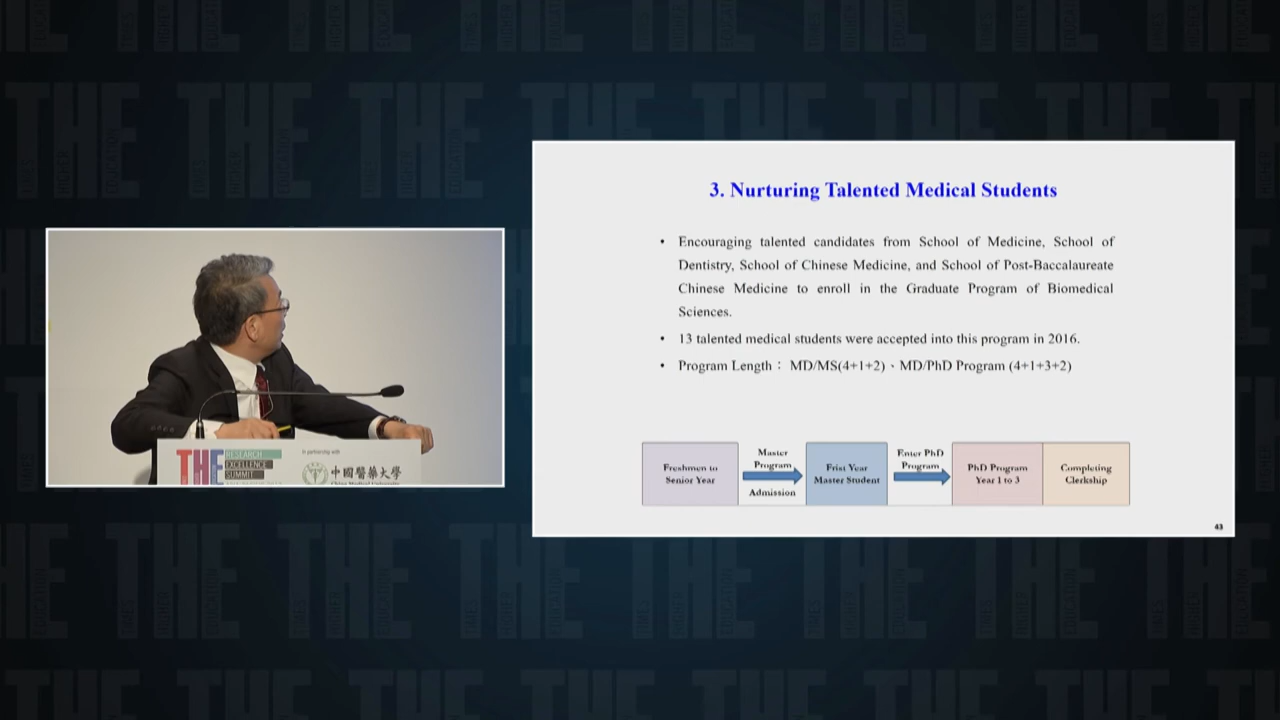 THE
RESEARCH
EXCELLENCE
SUMMIT
In partnership with
中國醫藥大學
China Medical University
3. Nurturing Talented Medical Students
• Encouraging talented candidates from School of Medicine, School of
Dentistry, School of Chinese Medicine, and School of Post-Baccalaureate
Chinese Medicine to enroll in the Graduate Program of Biomedical
Sciences.
• 13 talented medical students were accepted into this program in 2016.
• Program Length： MD/MS(4+1+2)、MD/PhD Program (4+1+3+2)
Freshmen to
Senior Year
Master
Program
Admission
Frist Year
Master Student
Enter PhD
Program
PhD Program
Year 1 to 3
Completing
Clerkship
43